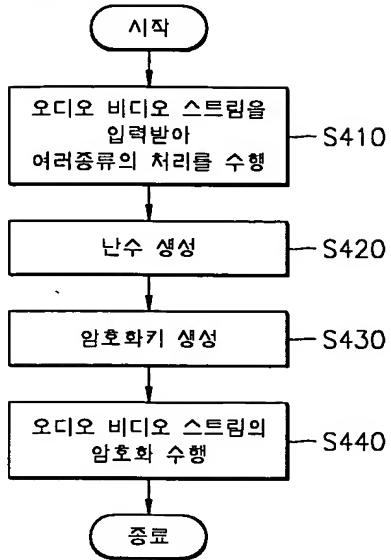 시작
오디오 비디오 스트림을
입력받아
여러종류의 처리를 수행
S410
난수 생성
S420
암호화키 생성
S430
오디오 비디오 스트림의
암호화 수행
S440
종료